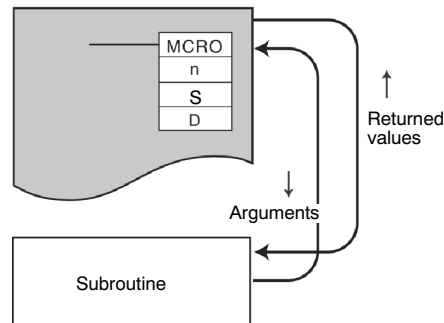 MCRO
n
S
D
Returned
values
Arguments
Subroutine